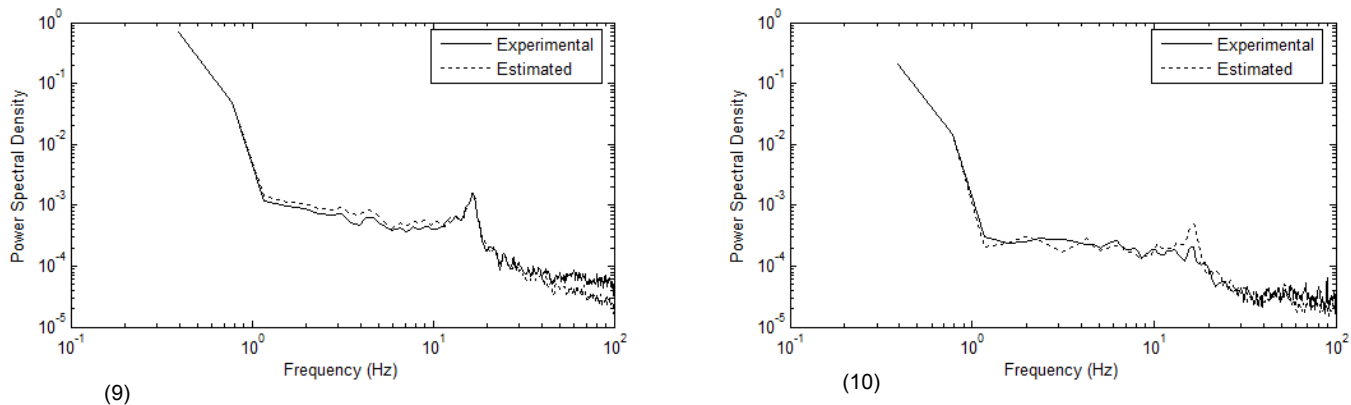 10^0
10^-1
10^-2
10^-3
10^-4
10^-5
Power Spectral Density
Experimental
Estimated
10^-1
10^0
10^1
10^2
Frequency (Hz)
(9)
10^0
10^-1
10^-2
10^-3
10^-4
10^-5
Power Spectral Density
Experimental
Estimated
10^-1
10^0
10^1
10^2
Frequency (Hz)
(10)